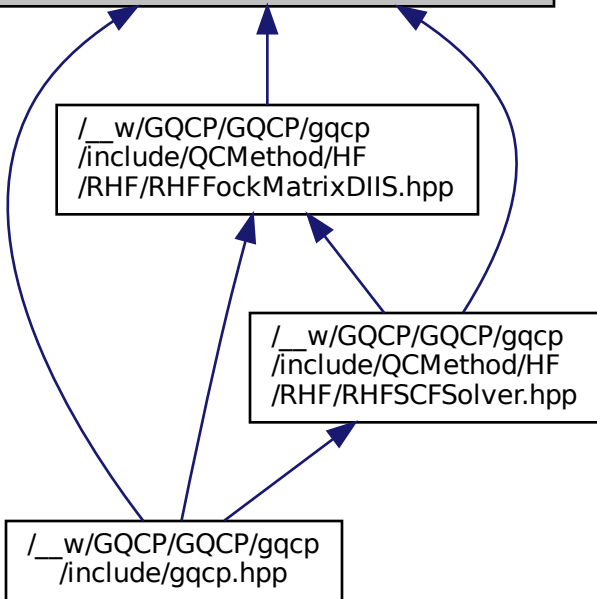 /__w/GQCP/GQCP/gqcp
/include/QCMethod/HF
/RHF/RHFFockMatrixDIIS.hpp
/__w/GQCP/GQCP/gqcp
/include/QCMethod/HF
/RHF/RHFSCFSolver.hpp
/__w/GQCP/GQCP/gqcp
/include/gqcp.hpp